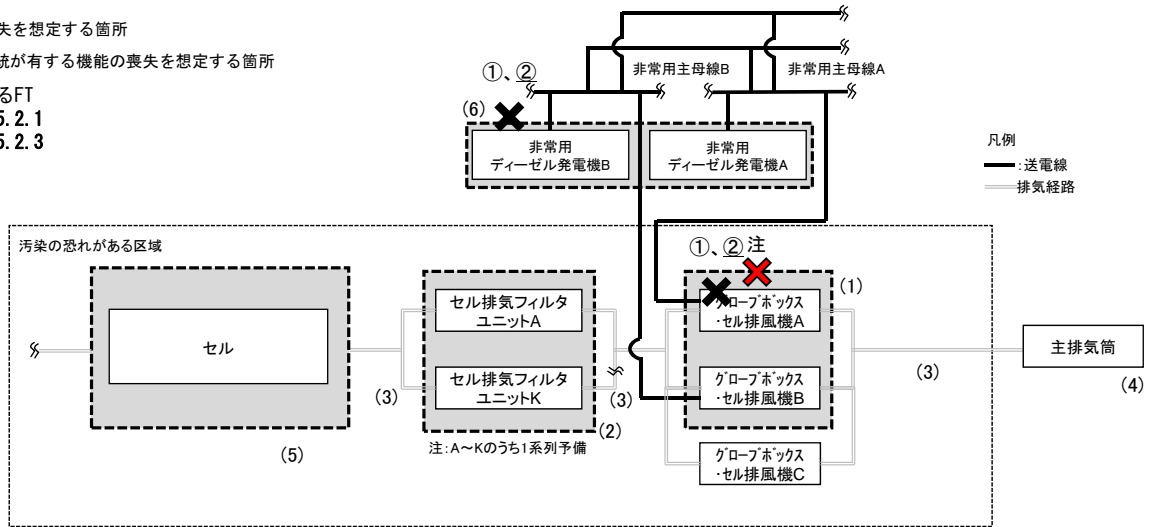 失を想定する箇所
統が有する機能の喪失を想定する箇所
るFT
5.2.1
5.2.3
①、②
非常用主母線B
非常用主母線A
(6)
非常用
ディーゼル発電機B
非常用
ディーゼル発電機A
凡例
:送電線
排気経路
汚染の恐れがある区域
①、②注
(1)
セル
セル排気フィルタ
ユニットA
グローブボックス
・セル排風機A
主排気筒
セル排気フィルタ
ユニットK
グローブボックス
・セル排風機B
(3)
(3)
(3)
(4)
(2)
注:A～Kのうち1系列予備
(5)
グローブボックス
・セル排風機C